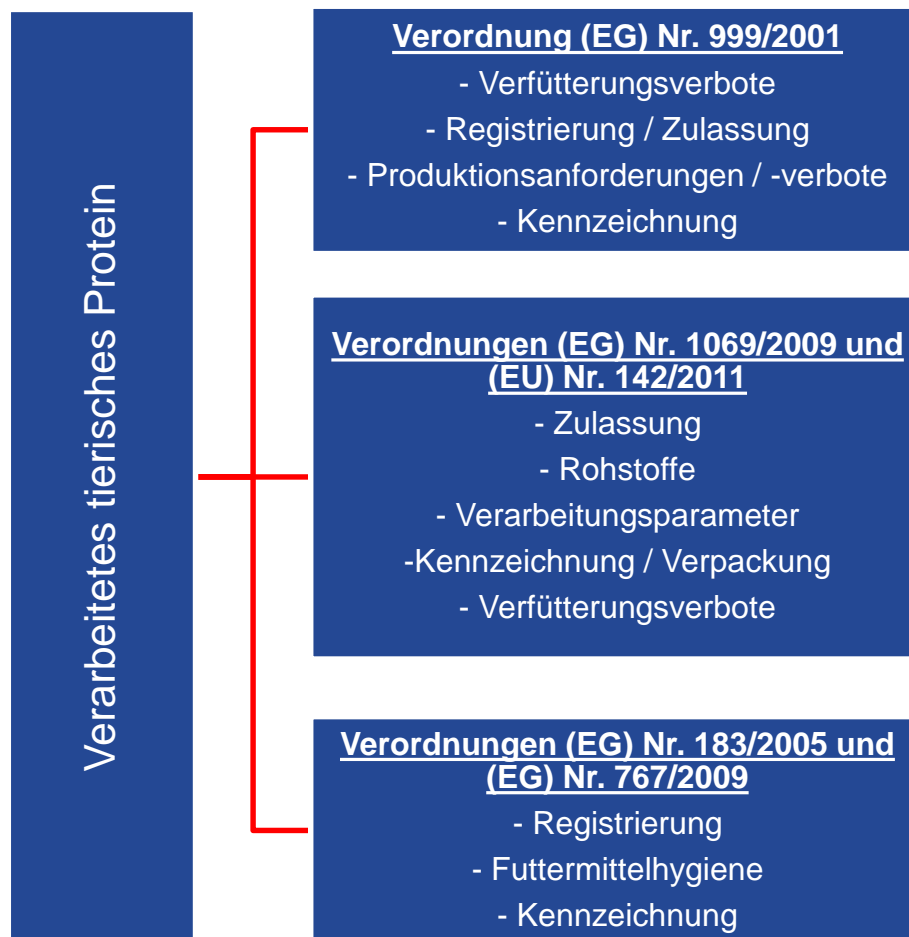 Verarbeitetes tierisches Protein
Verordnung (EG) Nr. 999/2001
- Verfütterungsverbote
- Registrierung / Zulassung
- Produktionsanforderungen / -verbote
- Kennzeichnung
Verordnungen (EG) Nr. 1069/2009 und
(EU) Nr. 142/2011
- Zulassung
- Rohstoffe
- Verarbeitungsparameter
-Kennzeichnung / Verpackung
- Verfütterungsverbote
Verordnungen (EG) Nr. 183/2005 und
(EG) Nr. 767/2009
- Registrierung
- Futtermittelhygiene
- Kennzeichnung